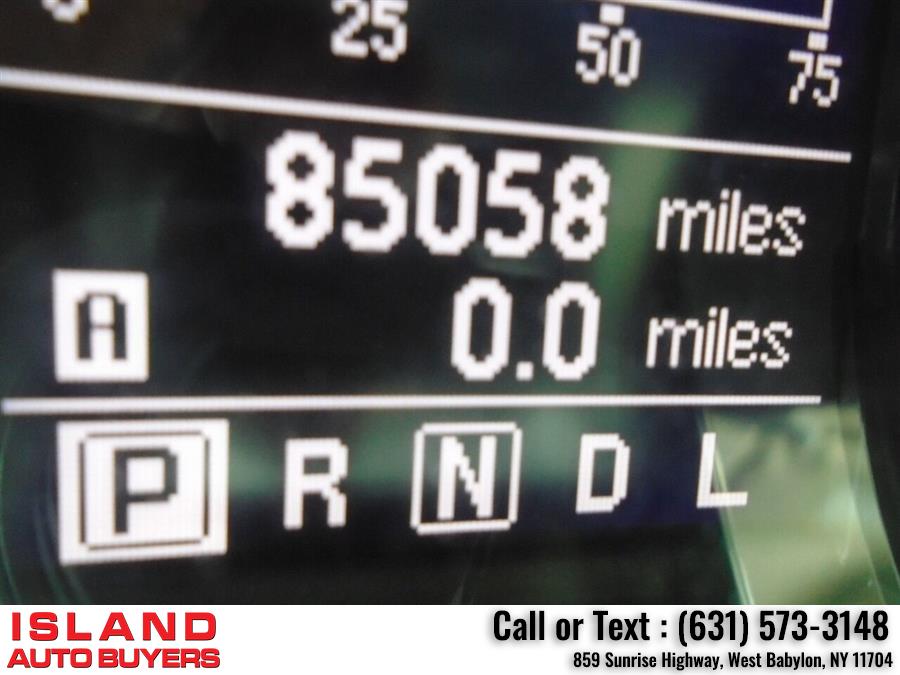 25 50 75
85058 miles
A 0.0 miles
P R N D L
ISLAND
AUTO BUYERS
Call or Text : (631) 573-3148
859 Sunrise Highway, West Babylon, NY 11704